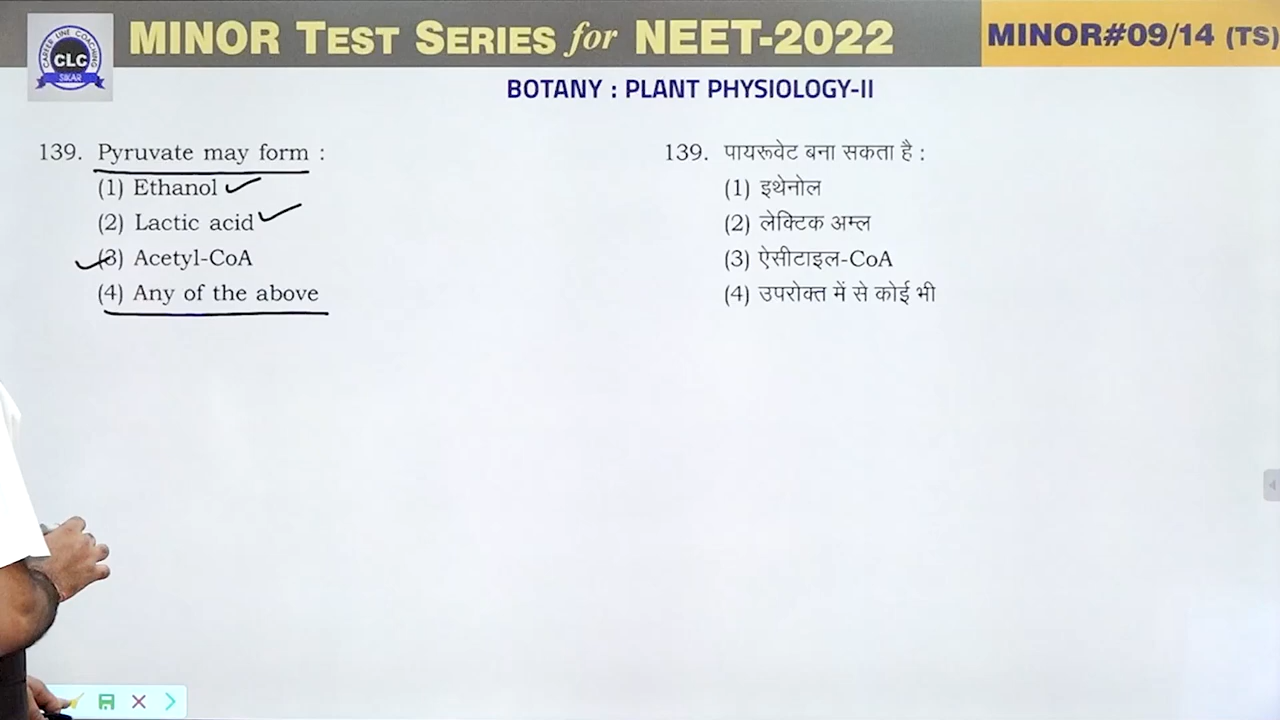 CAREER LINE COACHING
CLC
SIKAR
MINOR TEST SERIES for NEET-2022
MINOR#09/14 (TS)
BOTANY : PLANT PHYSIOLOGY-II
139. Pyruvate may form :
(1) Ethanol
(2) Lactic acid
(3) Acetyl-CoA
(4) Any of the above
139. पायरूवेट बना सकता है :
(1) इथेनोल
(2) लेक्टिक अम्ल
(3) ऐसीटाइल-CoA
(4) उपरोक्त में से कोई भी